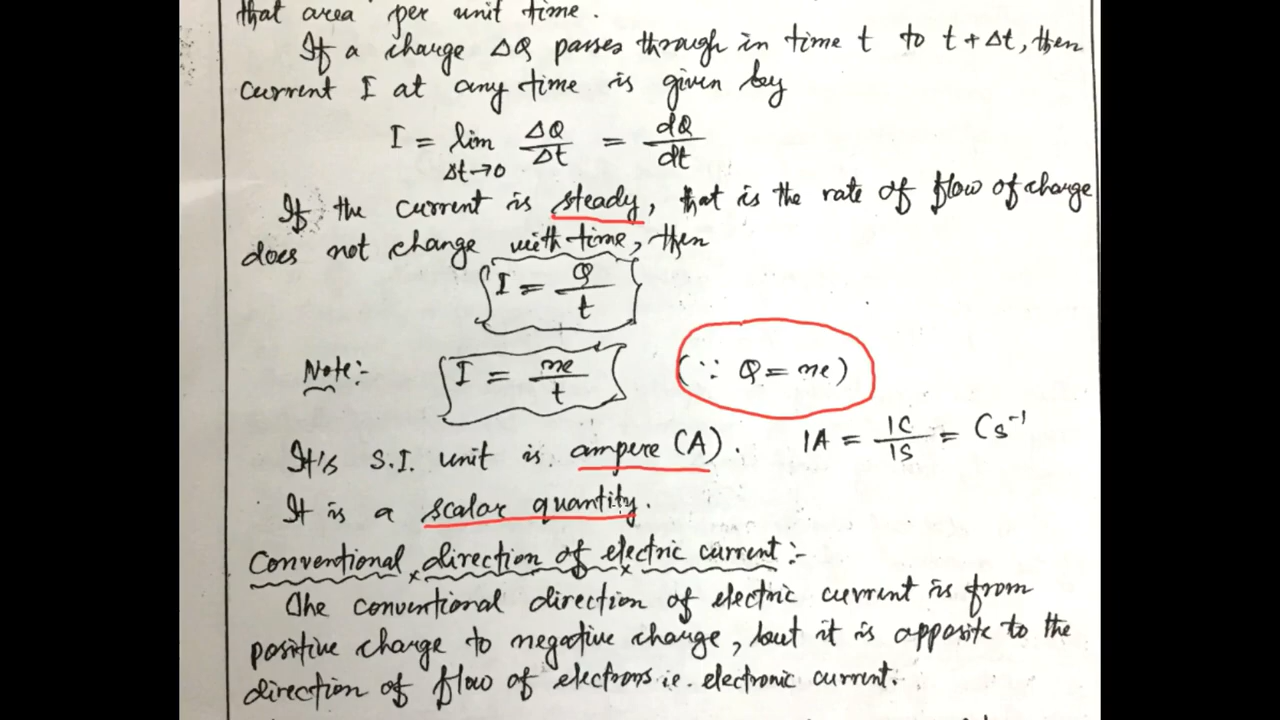 that area per unit time.
If a charge ΔQ passes through in time t to t + Δt, then
current I at any time is given by
I = lim Δt→0 ΔQ/Δt = dQ/dt
If the current is steady, that is the rate of flow of charge
does not change with time, then
I = Q/t
Note:- I = ne/t (∵ Q = ne)
It's S.I. unit is ampere (A). 1A = 1C/1S = Cs⁻¹
It is a scalar quantity.
Conventional direction of electric current:-
The conventional direction of electric current is from
positive charge to negative charge, but it is apposite to the
direction of flow of electrons ie. electronic current.